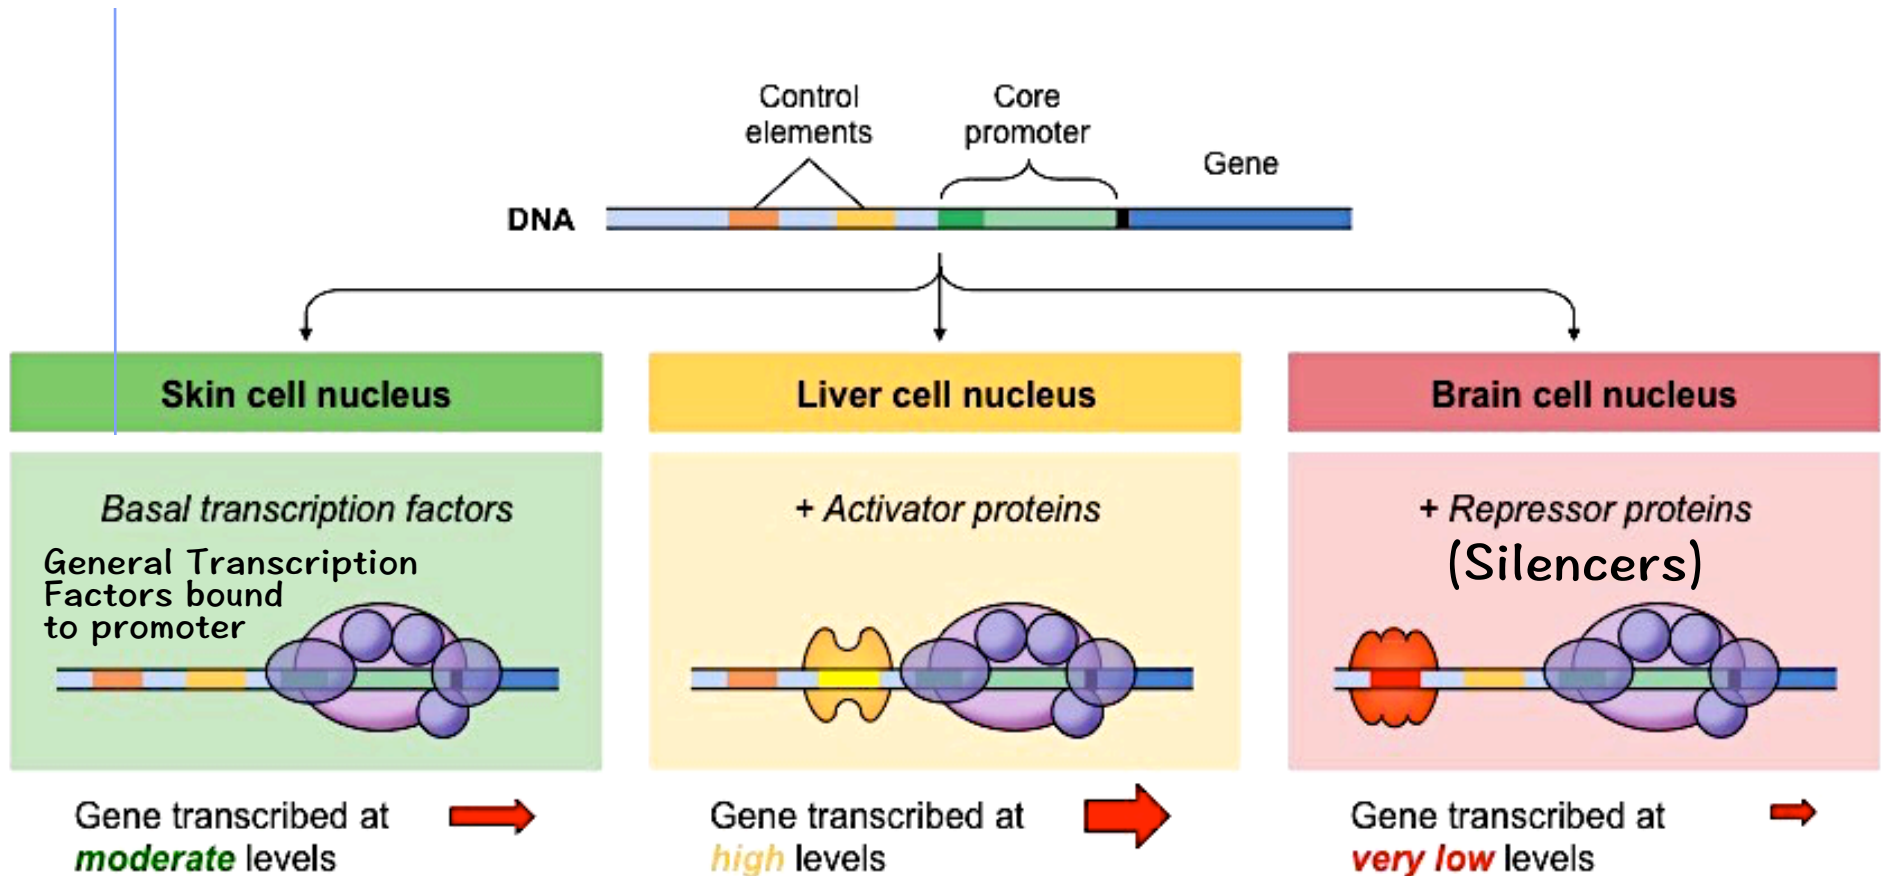 Control
elements
Core
promoter
Gene
DNA
Skin cell nucleus
Basal transcription factors
General Transcription
Factors bound
to promoter
Gene transcribed at
moderate levels
Liver cell nucleus
+ Activator proteins
Gene transcribed at
high levels
Brain cell nucleus
+ Repressor proteins
(Silencers)
Gene transcribed at
very low levels